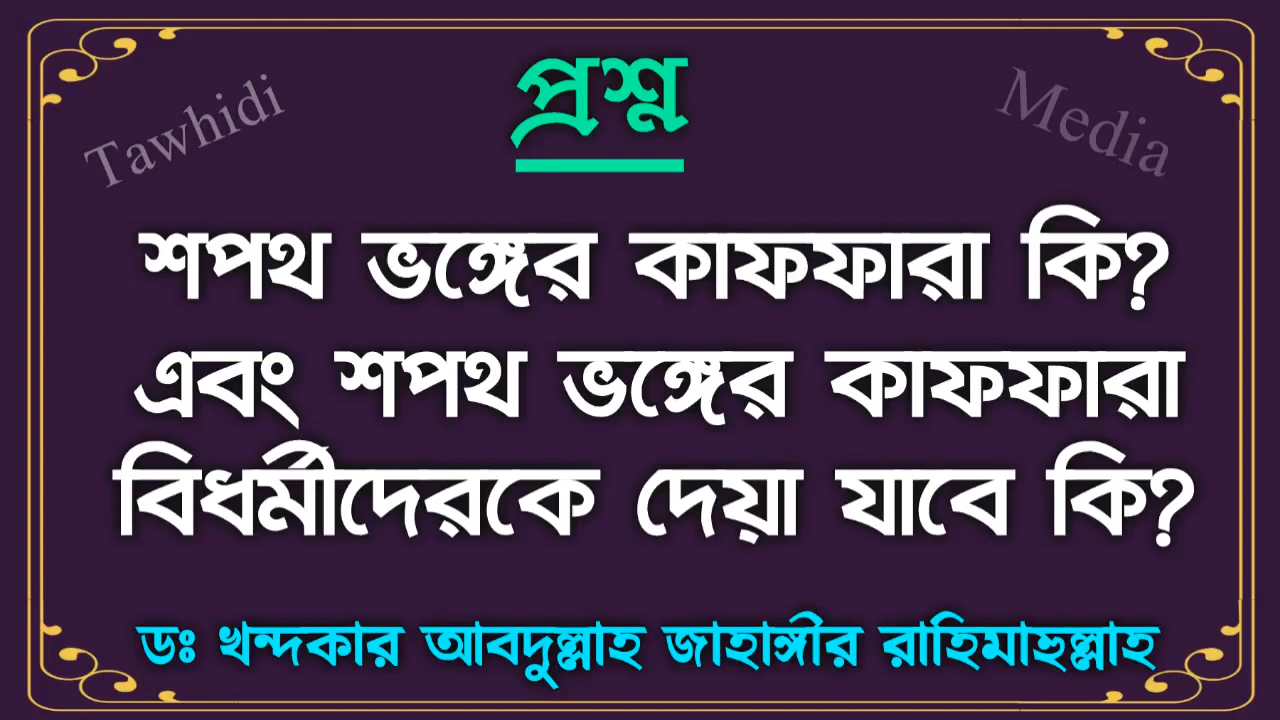 Tawhidi
Media
প্রশ্ন
শপথ ভঙ্গের কাফফারা কি?
এবং শপথ ভঙ্গের কাফফারা
বিধর্মীদেরকে দেয়া যাবে কি?
ডঃ খন্দকার আবদুল্লাহ জাহাঙ্গীর রাহিমাহুল্লাহ